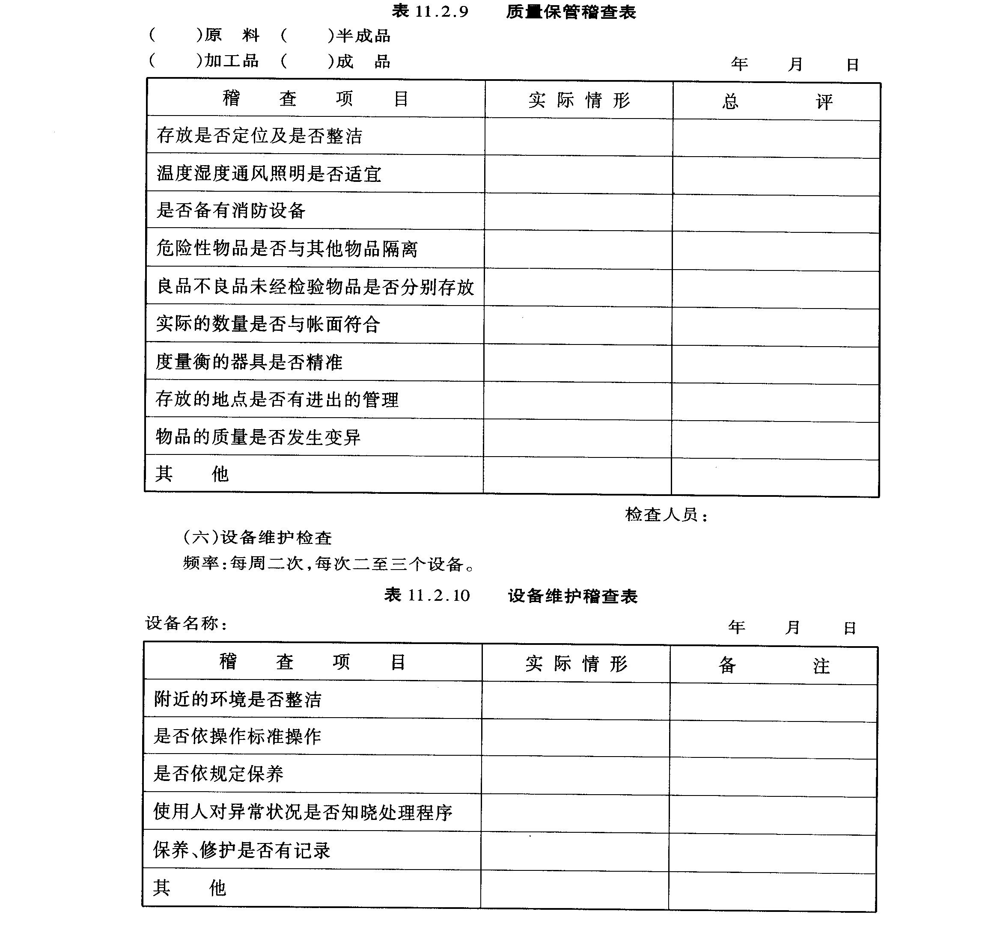 表 11.2.9 质量保管稽查表
( )原 料 ( )半成品
( )加工品 ( )成 品 年 月 日
稽 查 项 目 实 际 情 形 总 评
存放是否定位及是否整洁
温度湿度通风照明是否适宜
是否备有消防设备
危险性物品是否与其他物品隔离
良品不良品未经检验物品是否分别存放
实际的数量是否与帐面符合
度量衡的器具是否精准
存放的地点是否有进出的管理
物品的质量是否发生变异
其 他
检查人员:
(六)设备维护检查
频率:每周二次,每次二至三个设备。
表 11.2.10 设备维护稽查表
设备名称: 年 月 日
稽 查 项 目 实 际 情 形 备 注
附近的环境是否整洁
是否依操作标准操作
是否依规定保养
使用人对异常状况是否知晓处理程序
保养、修护是否有记录
其 他